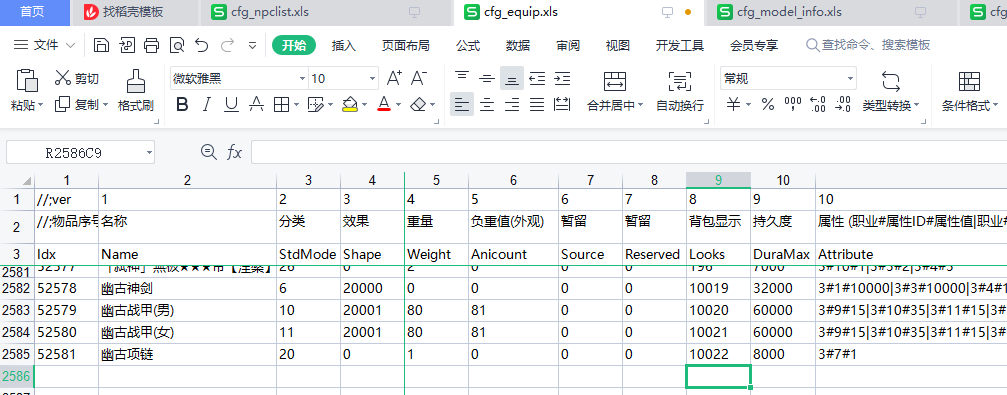 首页 找稻壳模板 cfg_npclist.xls cfg_equip.xls cfg_model_info.xls cfg_
文件 开始 插入 页面布局 公式 数据 审阅 视图 开发工具 会员专享 查找命令、搜索模板
粘贴 剪切 复制 格式刷 微软雅黑 10 A+ A- B I U A A 合并居中 自动换行 常规 ¥ % 类型转换 条件格式
R2586C9 fx
1 2 3 4 5 6 7 8 9 10
1 //;ver 1 2 3 4 5 6 7 8 9 10
2 //;物品序号 名称 分类 效果 重量 负重值(外观) 暂留 暂留 背包显示 持久度 属性 (职业#属性ID#属性值|职业#
3 Idx Name StdMode Shape Weight Anicount Source Reserved Looks DuraMax Attribute
2581 52577 26 0 2 0 0 0 196 7000 3#10#1|3#3#2|3#4#3
2582 52578 幽古神剑 6 20000 0 0 0 0 10019 32000 3#1#10000|3#3#10000|3#4#1
2583 52579 幽古战甲(男) 10 20001 80 81 0 0 10020 60000 3#9#15|3#10#35|3#11#15|3#
2584 52580 幽古战甲(女) 11 20001 80 81 0 0 10021 60000 3#9#15|3#10#35|3#11#15|3#
2585 52581 幽古项链 20 0 1 0 0 0 10022 8000 3#7#1
2586